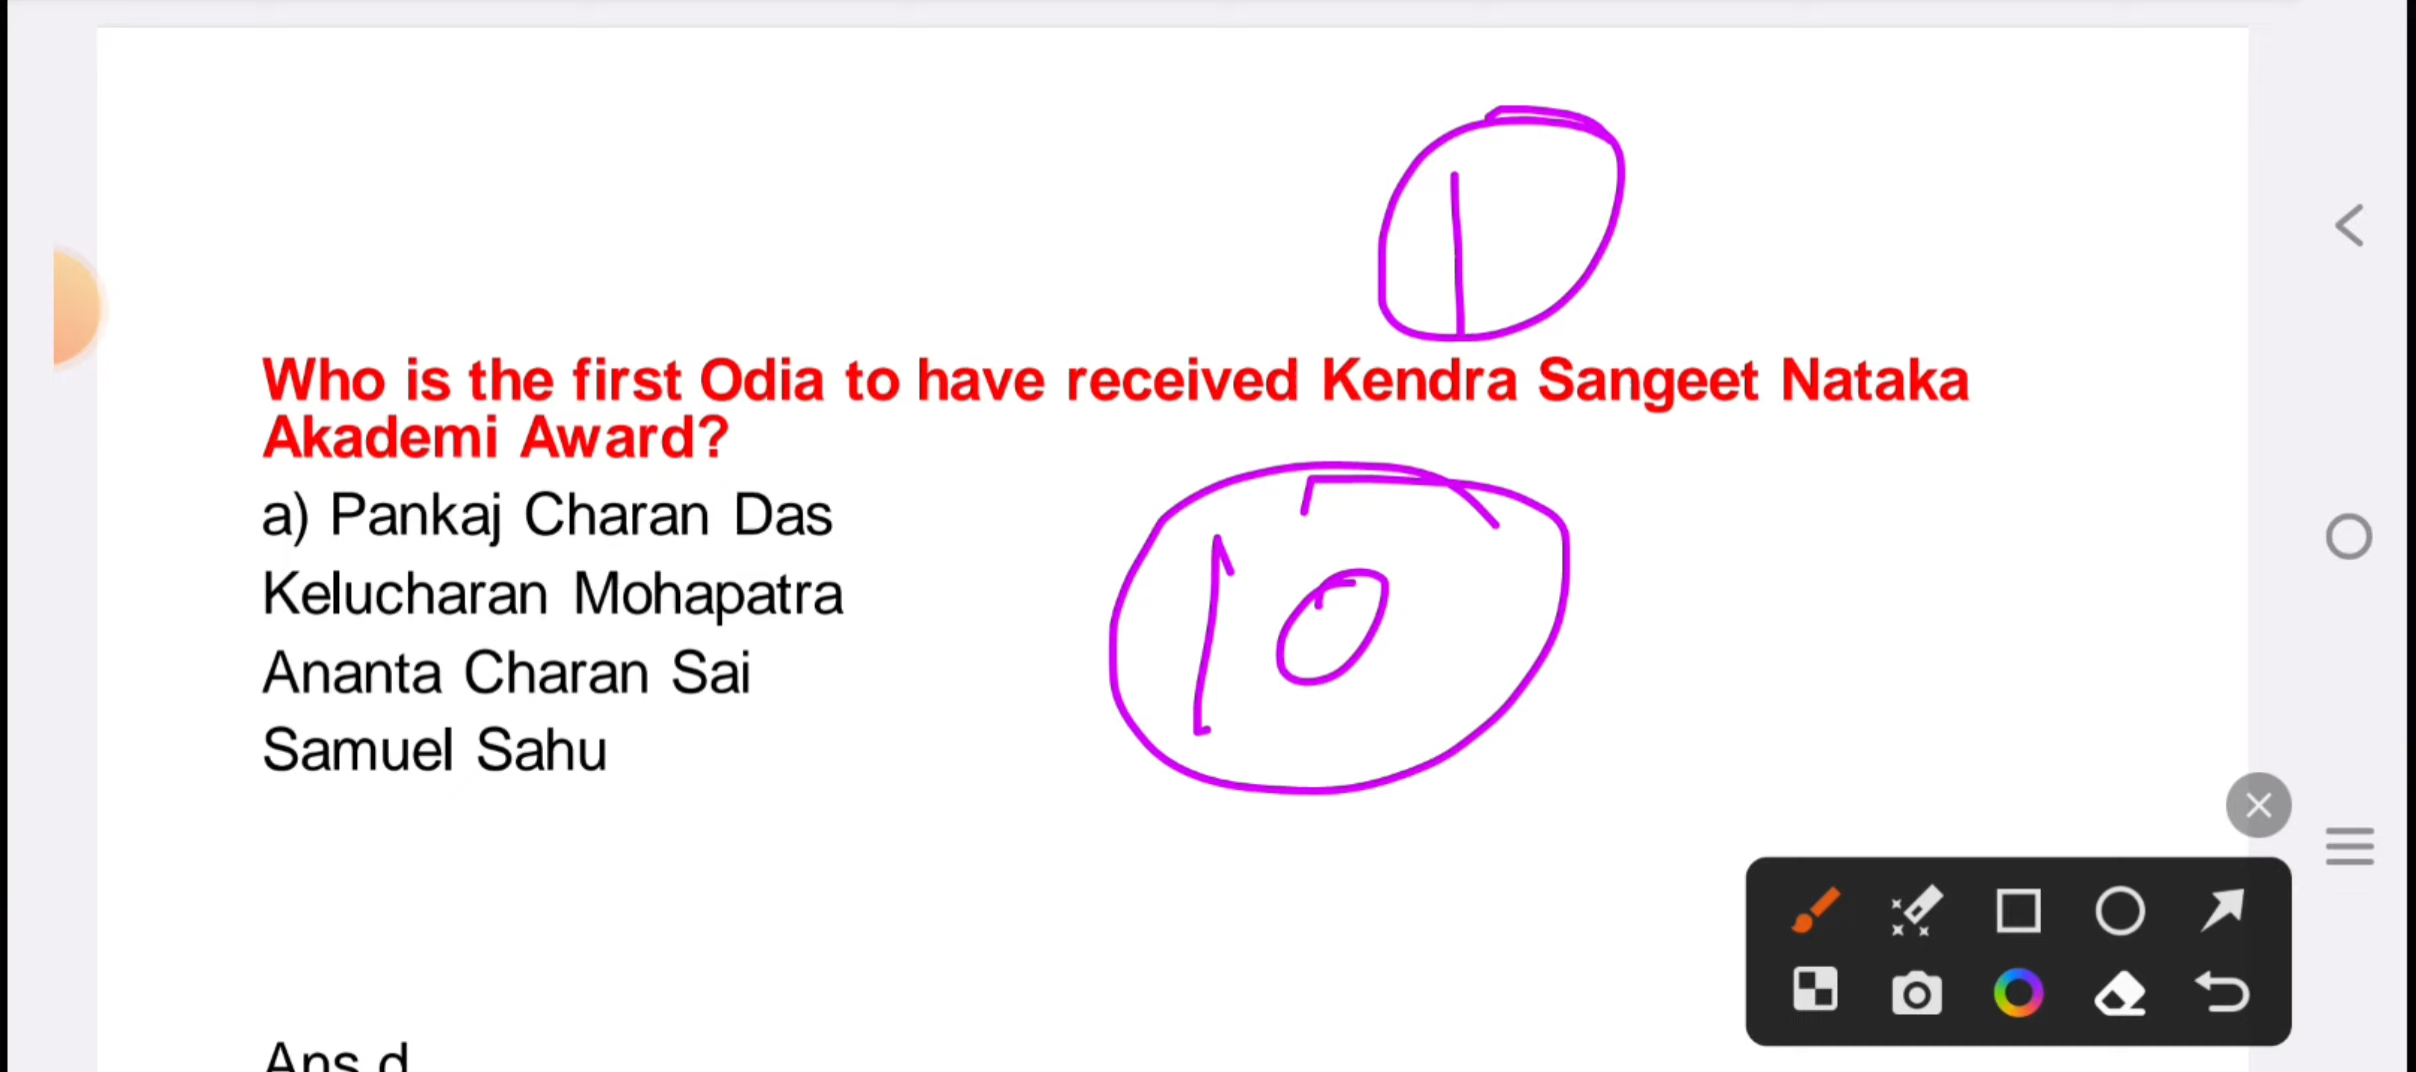 D
Who is the first Odia to have received Kendra Sangeet Nataka
Akademi Award?
a) Pankaj Charan Das
Kelucharan Mohapatra
10
Ananta Charan Sai
Samuel Sahu
Ans d